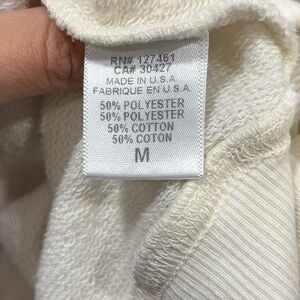 RN# 127461
CA# 30427
MADE IN U.S.A.
FABRIQUE EN U.S.A.
50% POLYESTER
50% POLYESTER
50% COTTON
50% COTON
M